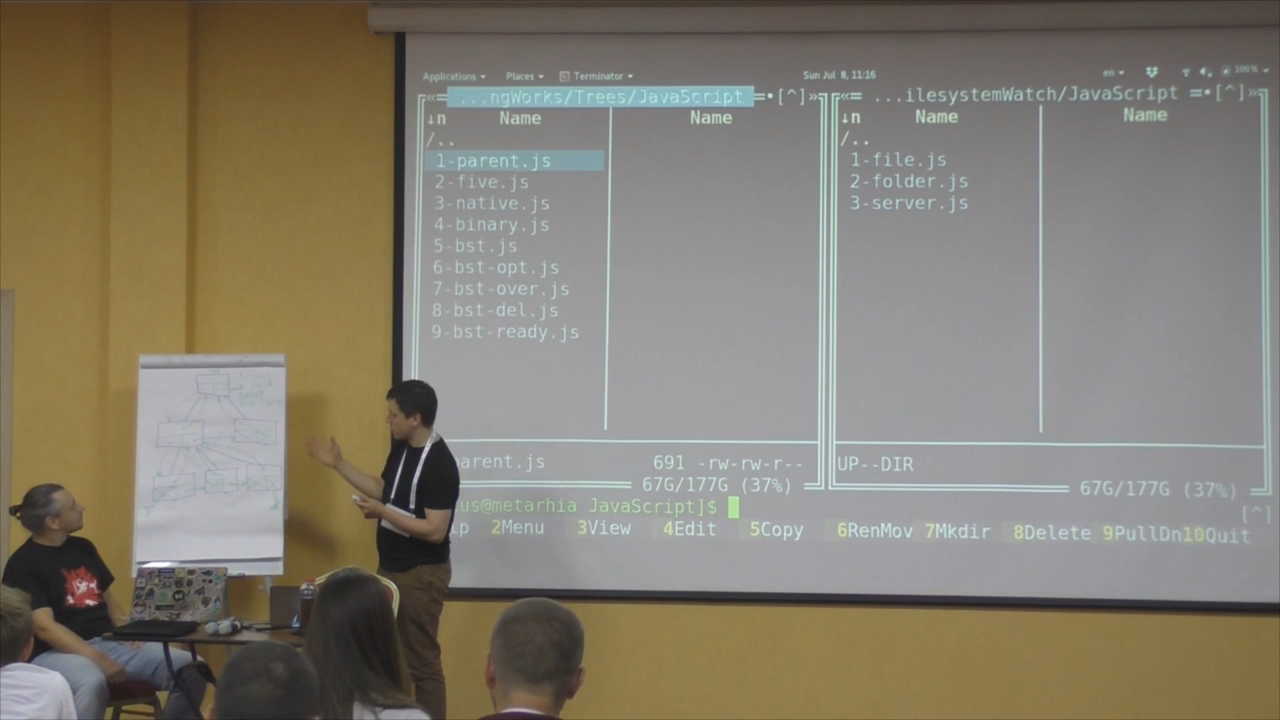 Applications Places Terminator Sun Jul 8, 11:16 en 100%
...ngWorks/Trees/JavaScript
↓n Name Name
/..
1-parent.js
2-five.js
3-native.js
4-binary.js
5-bst.js
6-bst-opt.js
7-bst-over.js
8-bst-del.js
9-bst-ready.js
parent.js 691 -rw-rw-r--
67G/177G (37%)
...ilesystemWatch/JavaScript
↓n Name Name
/..
1-file.js
2-folder.js
3-server.js
UP--DIR
67G/177G (37%)
us@metarhia JavaScript]$
lp 2Menu 3View 4Edit 5Copy 6RenMov 7Mkdir 8Delete 9PullDn 10Quit